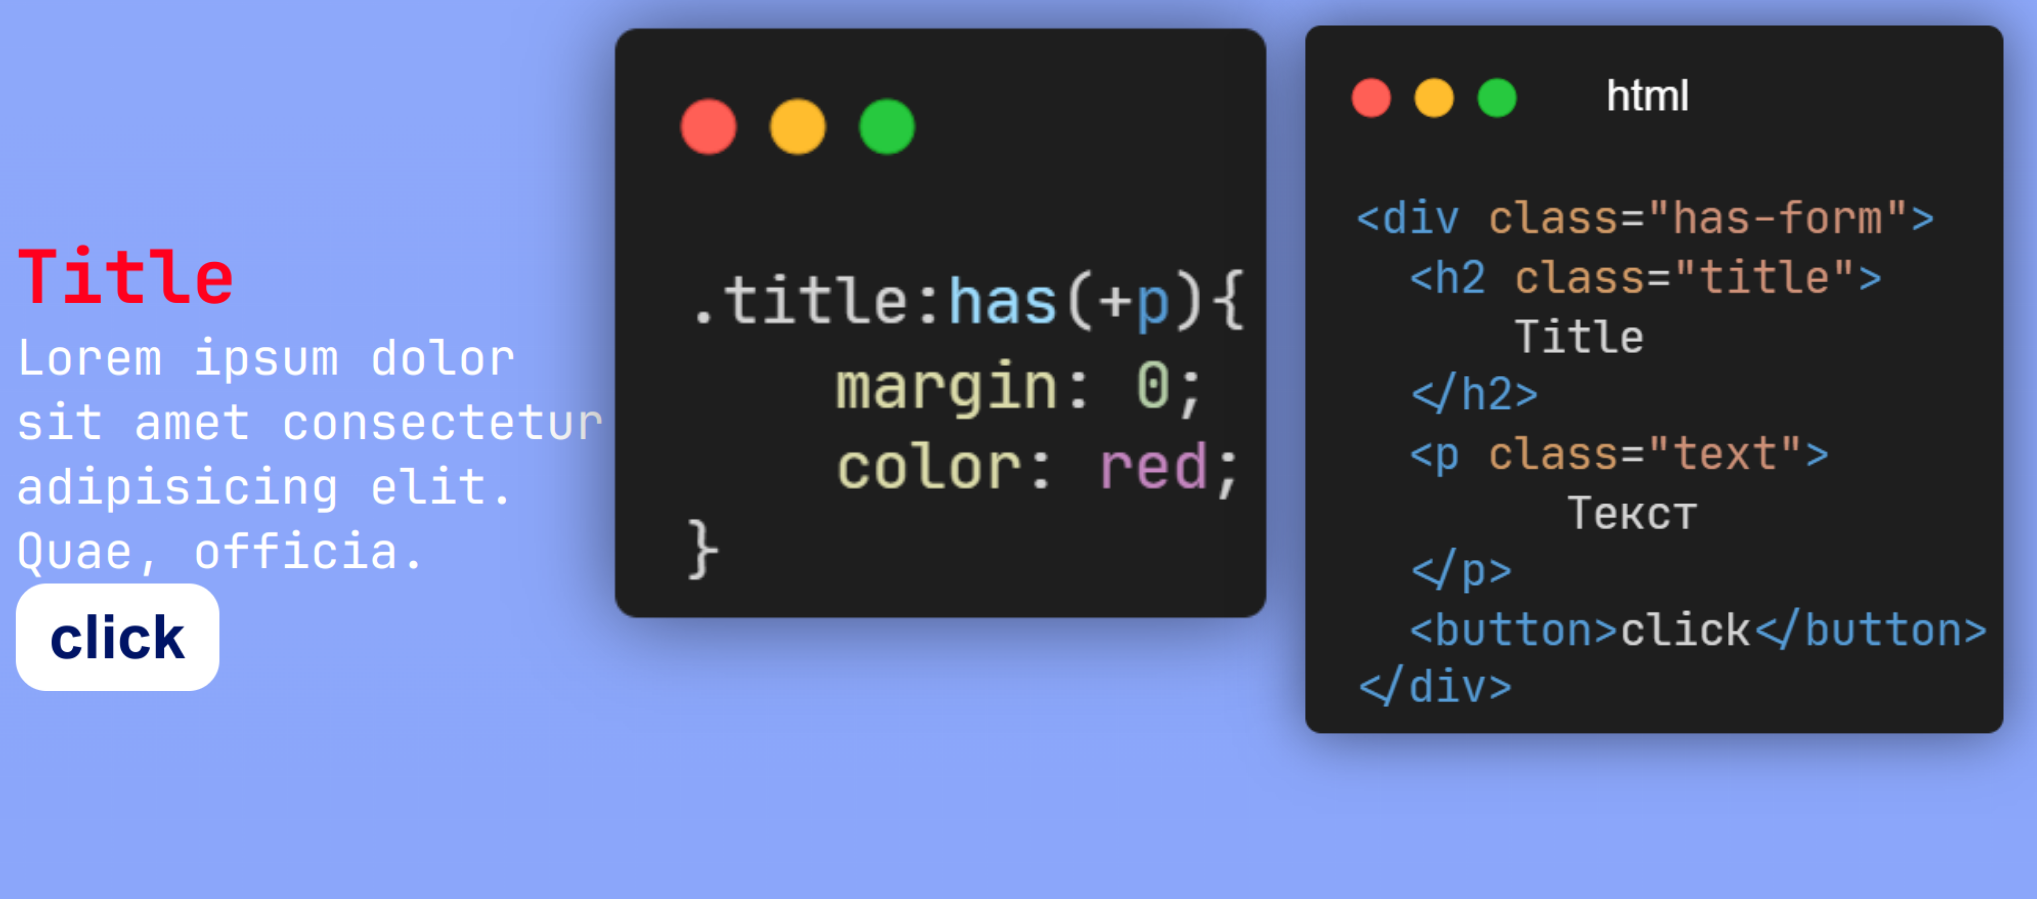 Title
Lorem ipsum dolor
sit amet consectetur
adipisicing elit.
Quae, officia.
click
.title:has(+p){
margin: 0;
color: red;
}
html
<div class="has-form">
<h2 class="title">
Title
</h2>
<p class="text">
Текст
</p>
<button>click</button>
</div>